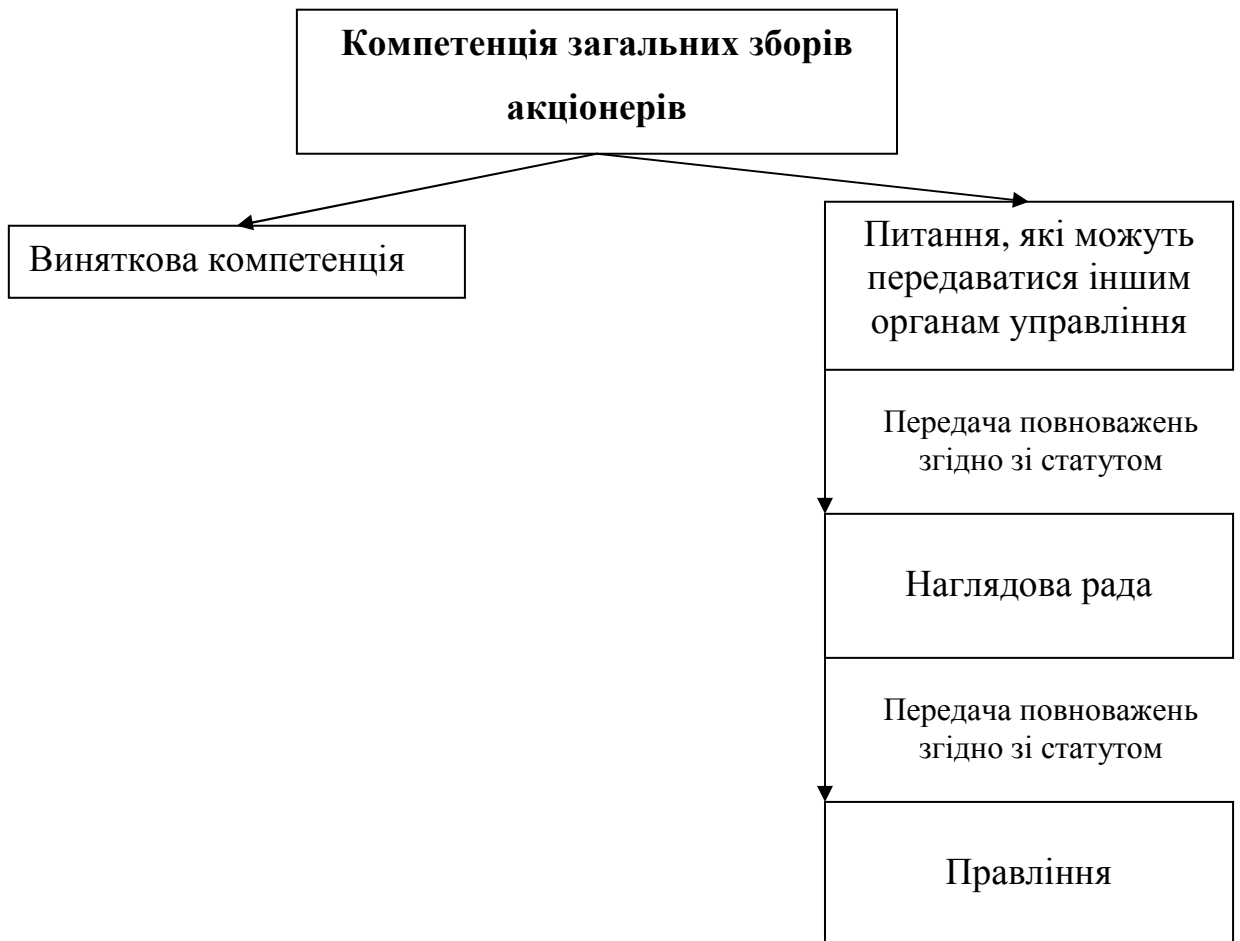 Компетенція загальних зборів
акціонерів
Виняткова компетенція
Питання, які можуть
передаватися іншим
органам управління
Передача повноважень
згідно зі статутом
Наглядова рада
Передача повноважень
згідно зі статутом
Правління